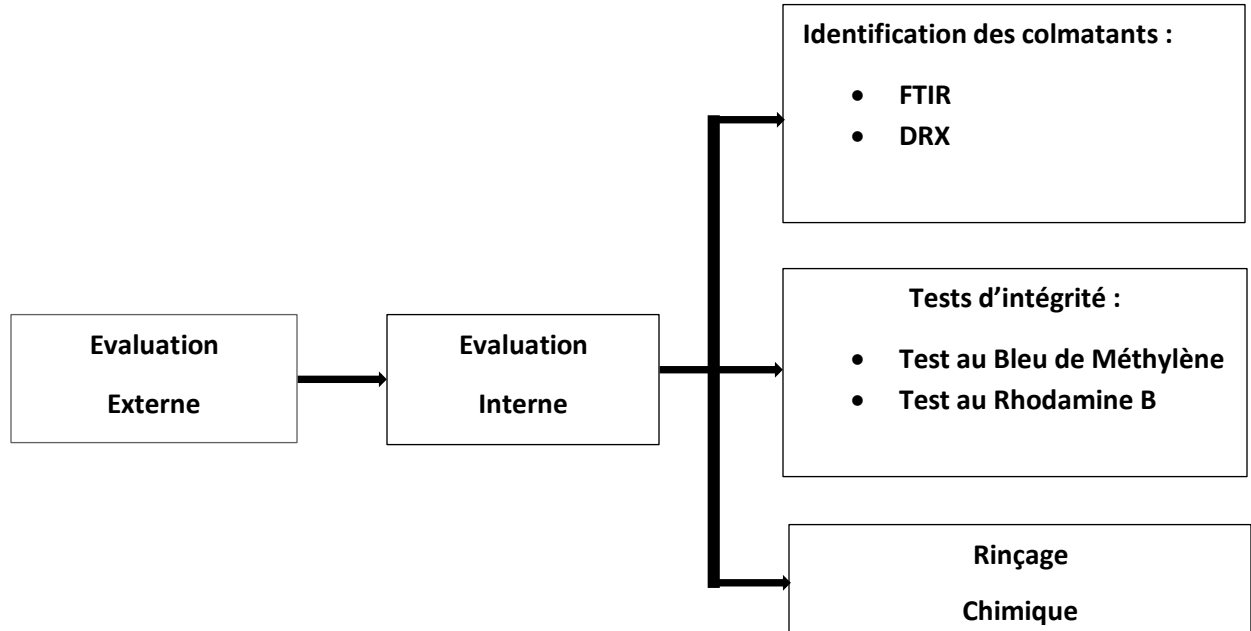 Identification des colmatants :
• FTIR
• DRX
Tests d’intégrité :
• Test au Bleu de Méthylène
• Test au Rhodamine B
Evaluation
Externe
Evaluation
Interne
Rinçage
Chimique